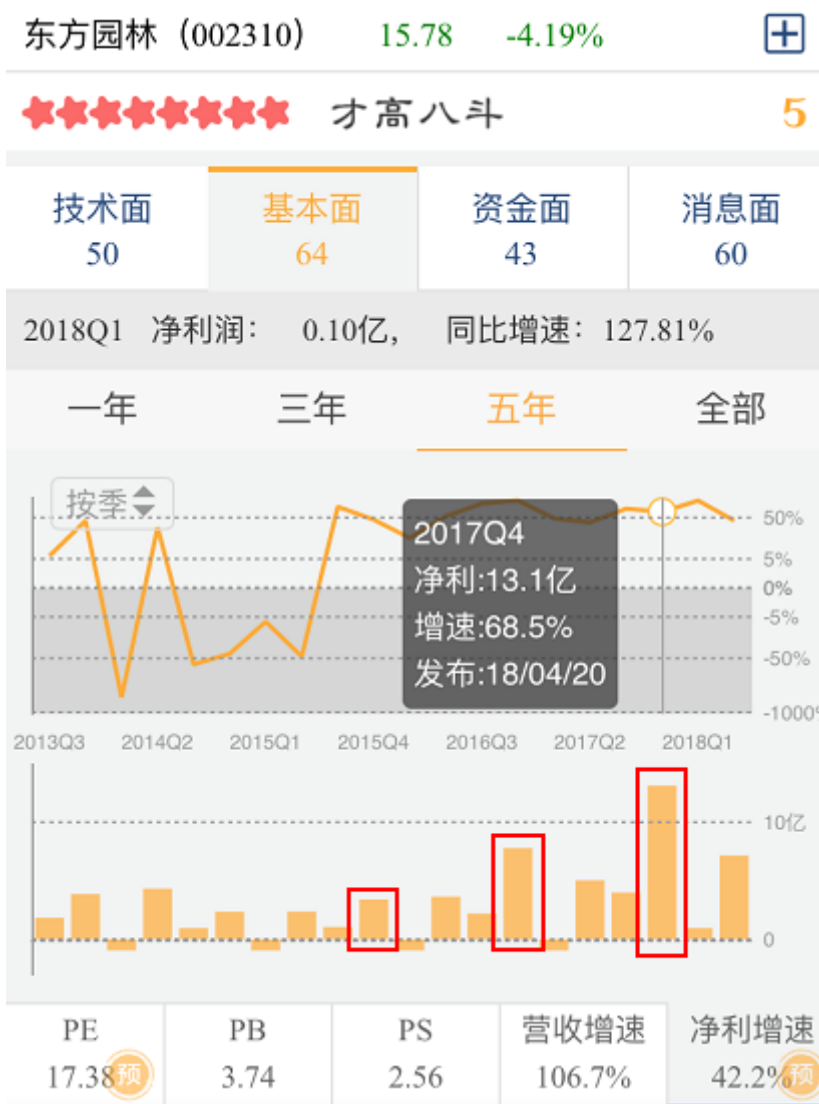 东方园林（002310） 15.78 -4.19%
才高八斗 5
技术面 基本面 资金面 消息面
50 64 43 60
2018Q1 净利润： 0.10亿, 同比增速：127.81%
一年 三年 五年 全部
按季
50%
5%
0%
-5%
-50%
-1000%
2017Q4
净利:13.1亿
增速:68.5%
发布:18/04/20
2013Q3 2014Q2 2015Q1 2015Q4 2016Q3 2017Q2 2018Q1
10亿
0
PE PB PS 营收增速 净利增速
17.38预 3.74 2.56 106.7% 42.2%预